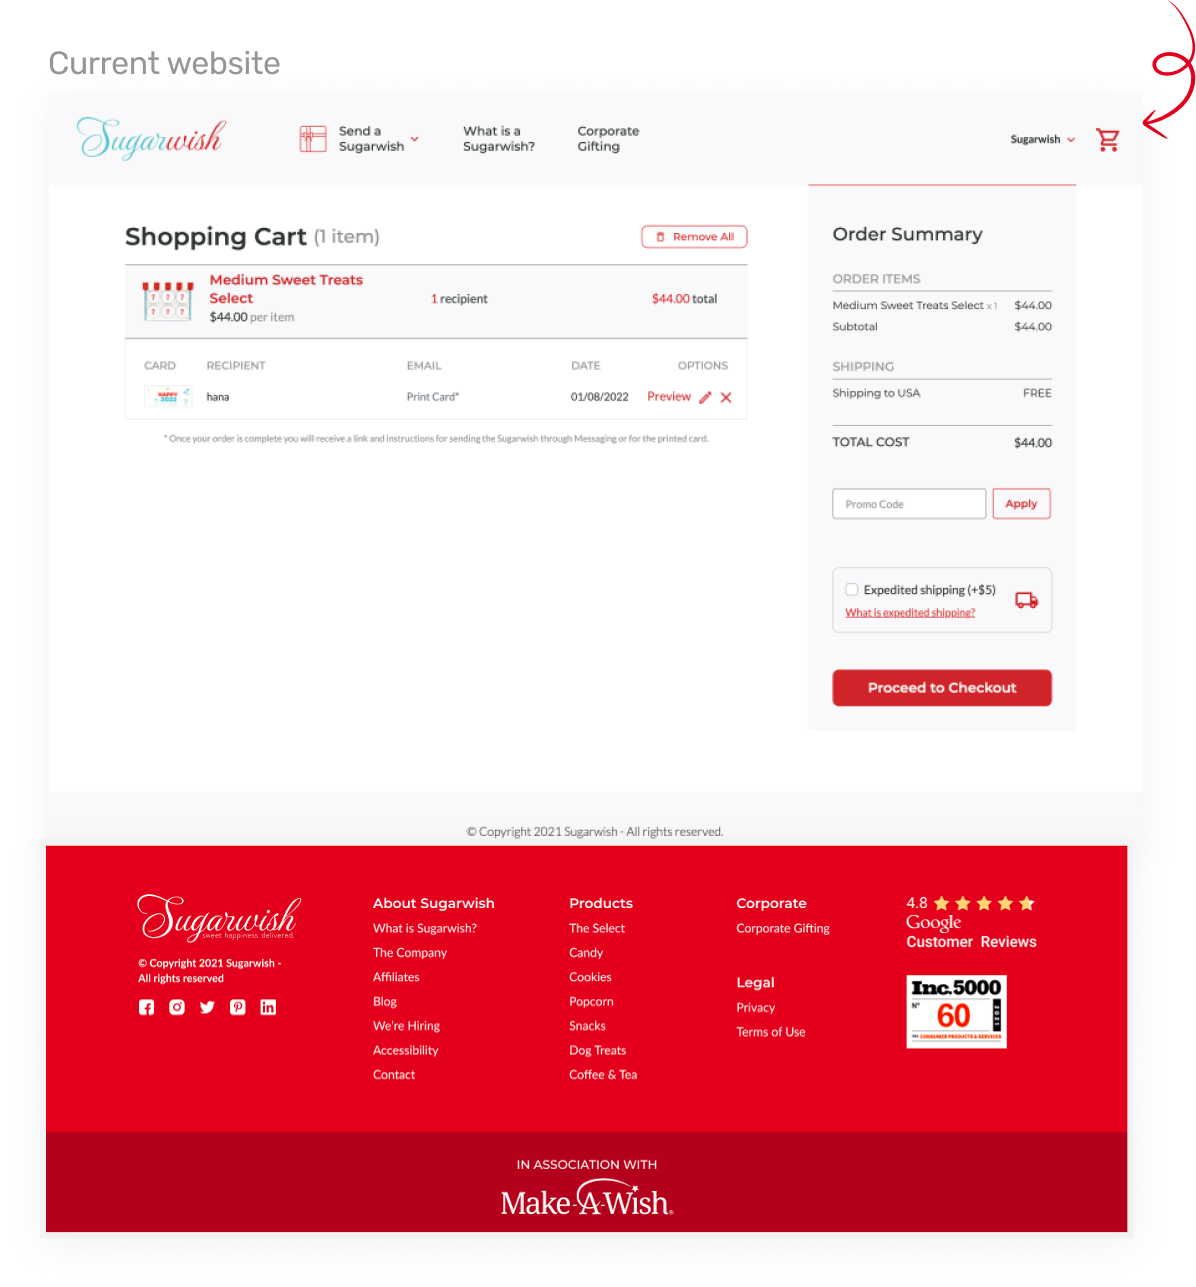 Current website
Sugarwish
Send a
Sugarwish
What is a
Sugarwish?
Corporate
Gifting
Sugarwish
Shopping Cart (1 item)
Remove All
Medium Sweet Treats
Select
$44.00 per item
1 recipient
$44.00 total
CARD RECIPIENT EMAIL DATE OPTIONS
HAPPY
2022
hana Print Card* 01/08/2022 Preview
* Once your order is complete you will receive a link and instructions for sending the Sugarwish through Messaging or for the printed card.
Order Summary
ORDER ITEMS
Medium Sweet Treats Select x 1 $44.00
Subtotal $44.00
SHIPPING
Shipping to USA FREE
TOTAL COST $44.00
Promo Code Apply
Expedited shipping (+$5)
What is expedited shipping?
Proceed to Checkout
© Copyright 2021 Sugarwish - All rights reserved.
Sugarwish
sweet happiness. delivered.
© Copyright 2021 Sugarwish -
All rights reserved
About Sugarwish
What is Sugarwish?
The Company
Affiliates
Blog
We're Hiring
Accessibility
Contact
Products
The Select
Candy
Cookies
Popcorn
Snacks
Dog Treats
Coffee & Tea
Corporate
Corporate Gifting
Legal
Privacy
Terms of Use
4.8
Google
Customer Reviews
Inc.5000
N° 60 2021
CONSUMER PRODUCTS & SERVICES
IN ASSOCIATION WITH
Make-A-Wish®